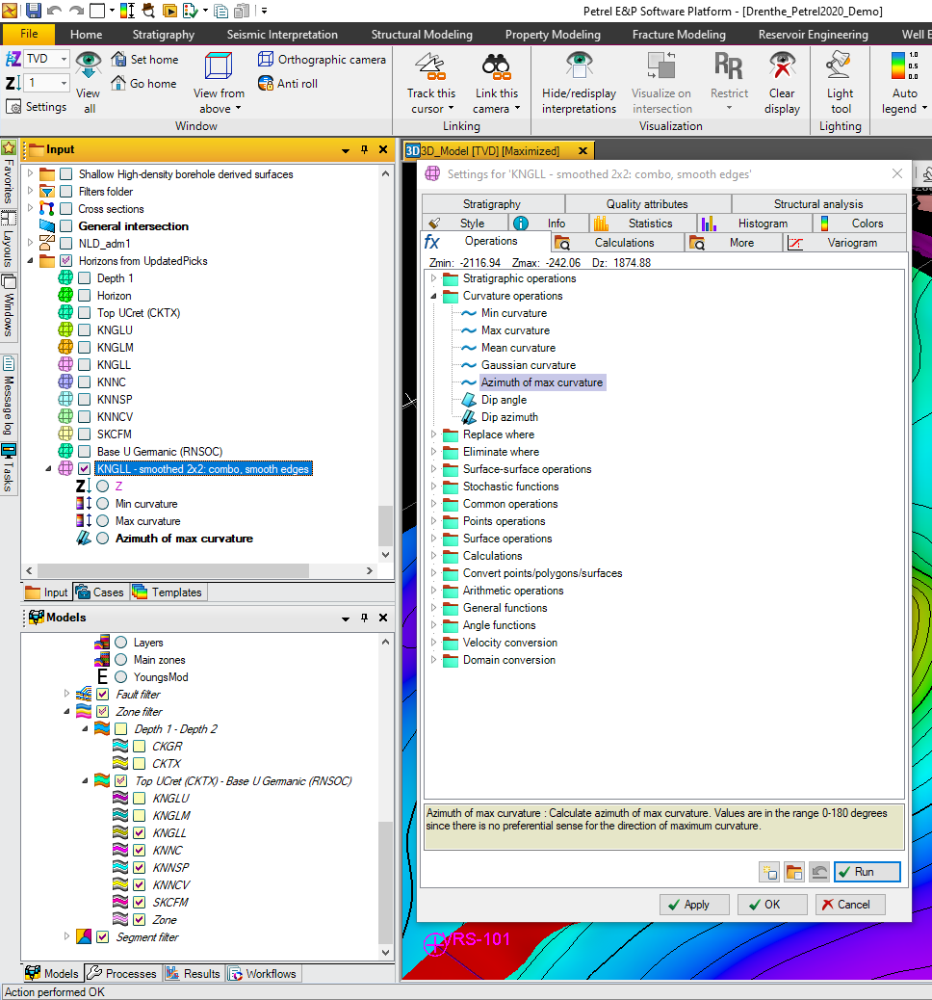 Petrel E&P Software Platform - [Drenthe_Petrel2020_Demo]
File Home Stratigraphy Seismic Interpretation Structural Modeling Property Modeling Fracture Modeling Reservoir Engineering Well E
TVD
1
Settings
View all
Set home
Go home
View from above
Orthographic camera
Anti roll
Window
Track this cursor
Link this camera
Linking
Hide/redisplay interpretations
Visualize on intersection
Restrict
Clear display
Visualization
Light tool
Lighting
1.0
0.5
0.0
Auto legend
Favorites
Layouts
Windows
Message log
Tasks
Input
Shallow High-density borehole derived surfaces
Filters folder
Cross sections
General intersection
NLD_adm1
Horizons from UpdatedPicks
Depth 1
Horizon
Top UCret (CKTX)
KNGLU
KNGLM
KNGLL
KNNC
KNNSP
KNNCV
SKCFM
Base U Germanic (RNSOC)
KNGLL - smoothed 2x2: combo, smooth edges
Z
Min curvature
Max curvature
Azimuth of max curvature
Input Cases Templates
Models
Layers
Main zones
E YoungsMod
Fault filter
Zone filter
Depth 1 - Depth 2
CKGR
CKTX
Top UCret (CKTX) - Base U Germanic (RNSOC)
KNGLU
KNGLM
KNGLL
KNNC
KNNSP
KNNCV
SKCFM
Zone
Segment filter
Models Processes Results Workflows
Action performed OK
3D 3D_Model [TVD] [Maximized]
Settings for 'KNGLL - smoothed 2x2: combo, smooth edges'
Stratigraphy Quality attributes Structural analysis
Style Info Statistics Histogram Colors
fx Operations Calculations More Variogram
Zmin: -2116.94 Zmax: -242.06 Dz: 1874.88
Stratigraphic operations
Curvature operations
Min curvature
Max curvature
Mean curvature
Gaussian curvature
Azimuth of max curvature
Dip angle
Dip azimuth
Replace where
Eliminate where
Surface-surface operations
Stochastic functions
Common operations
Points operations
Surface operations
Calculations
Convert points/polygons/surfaces
Arithmetic operations
General functions
Angle functions
Velocity conversion
Domain conversion
Azimuth of max curvature : Calculate azimuth of max curvature. Values are in the range 0-180 degrees
since there is no preferential sense for the direction of maximum curvature.
Run
Apply OK Cancel
VRS-101